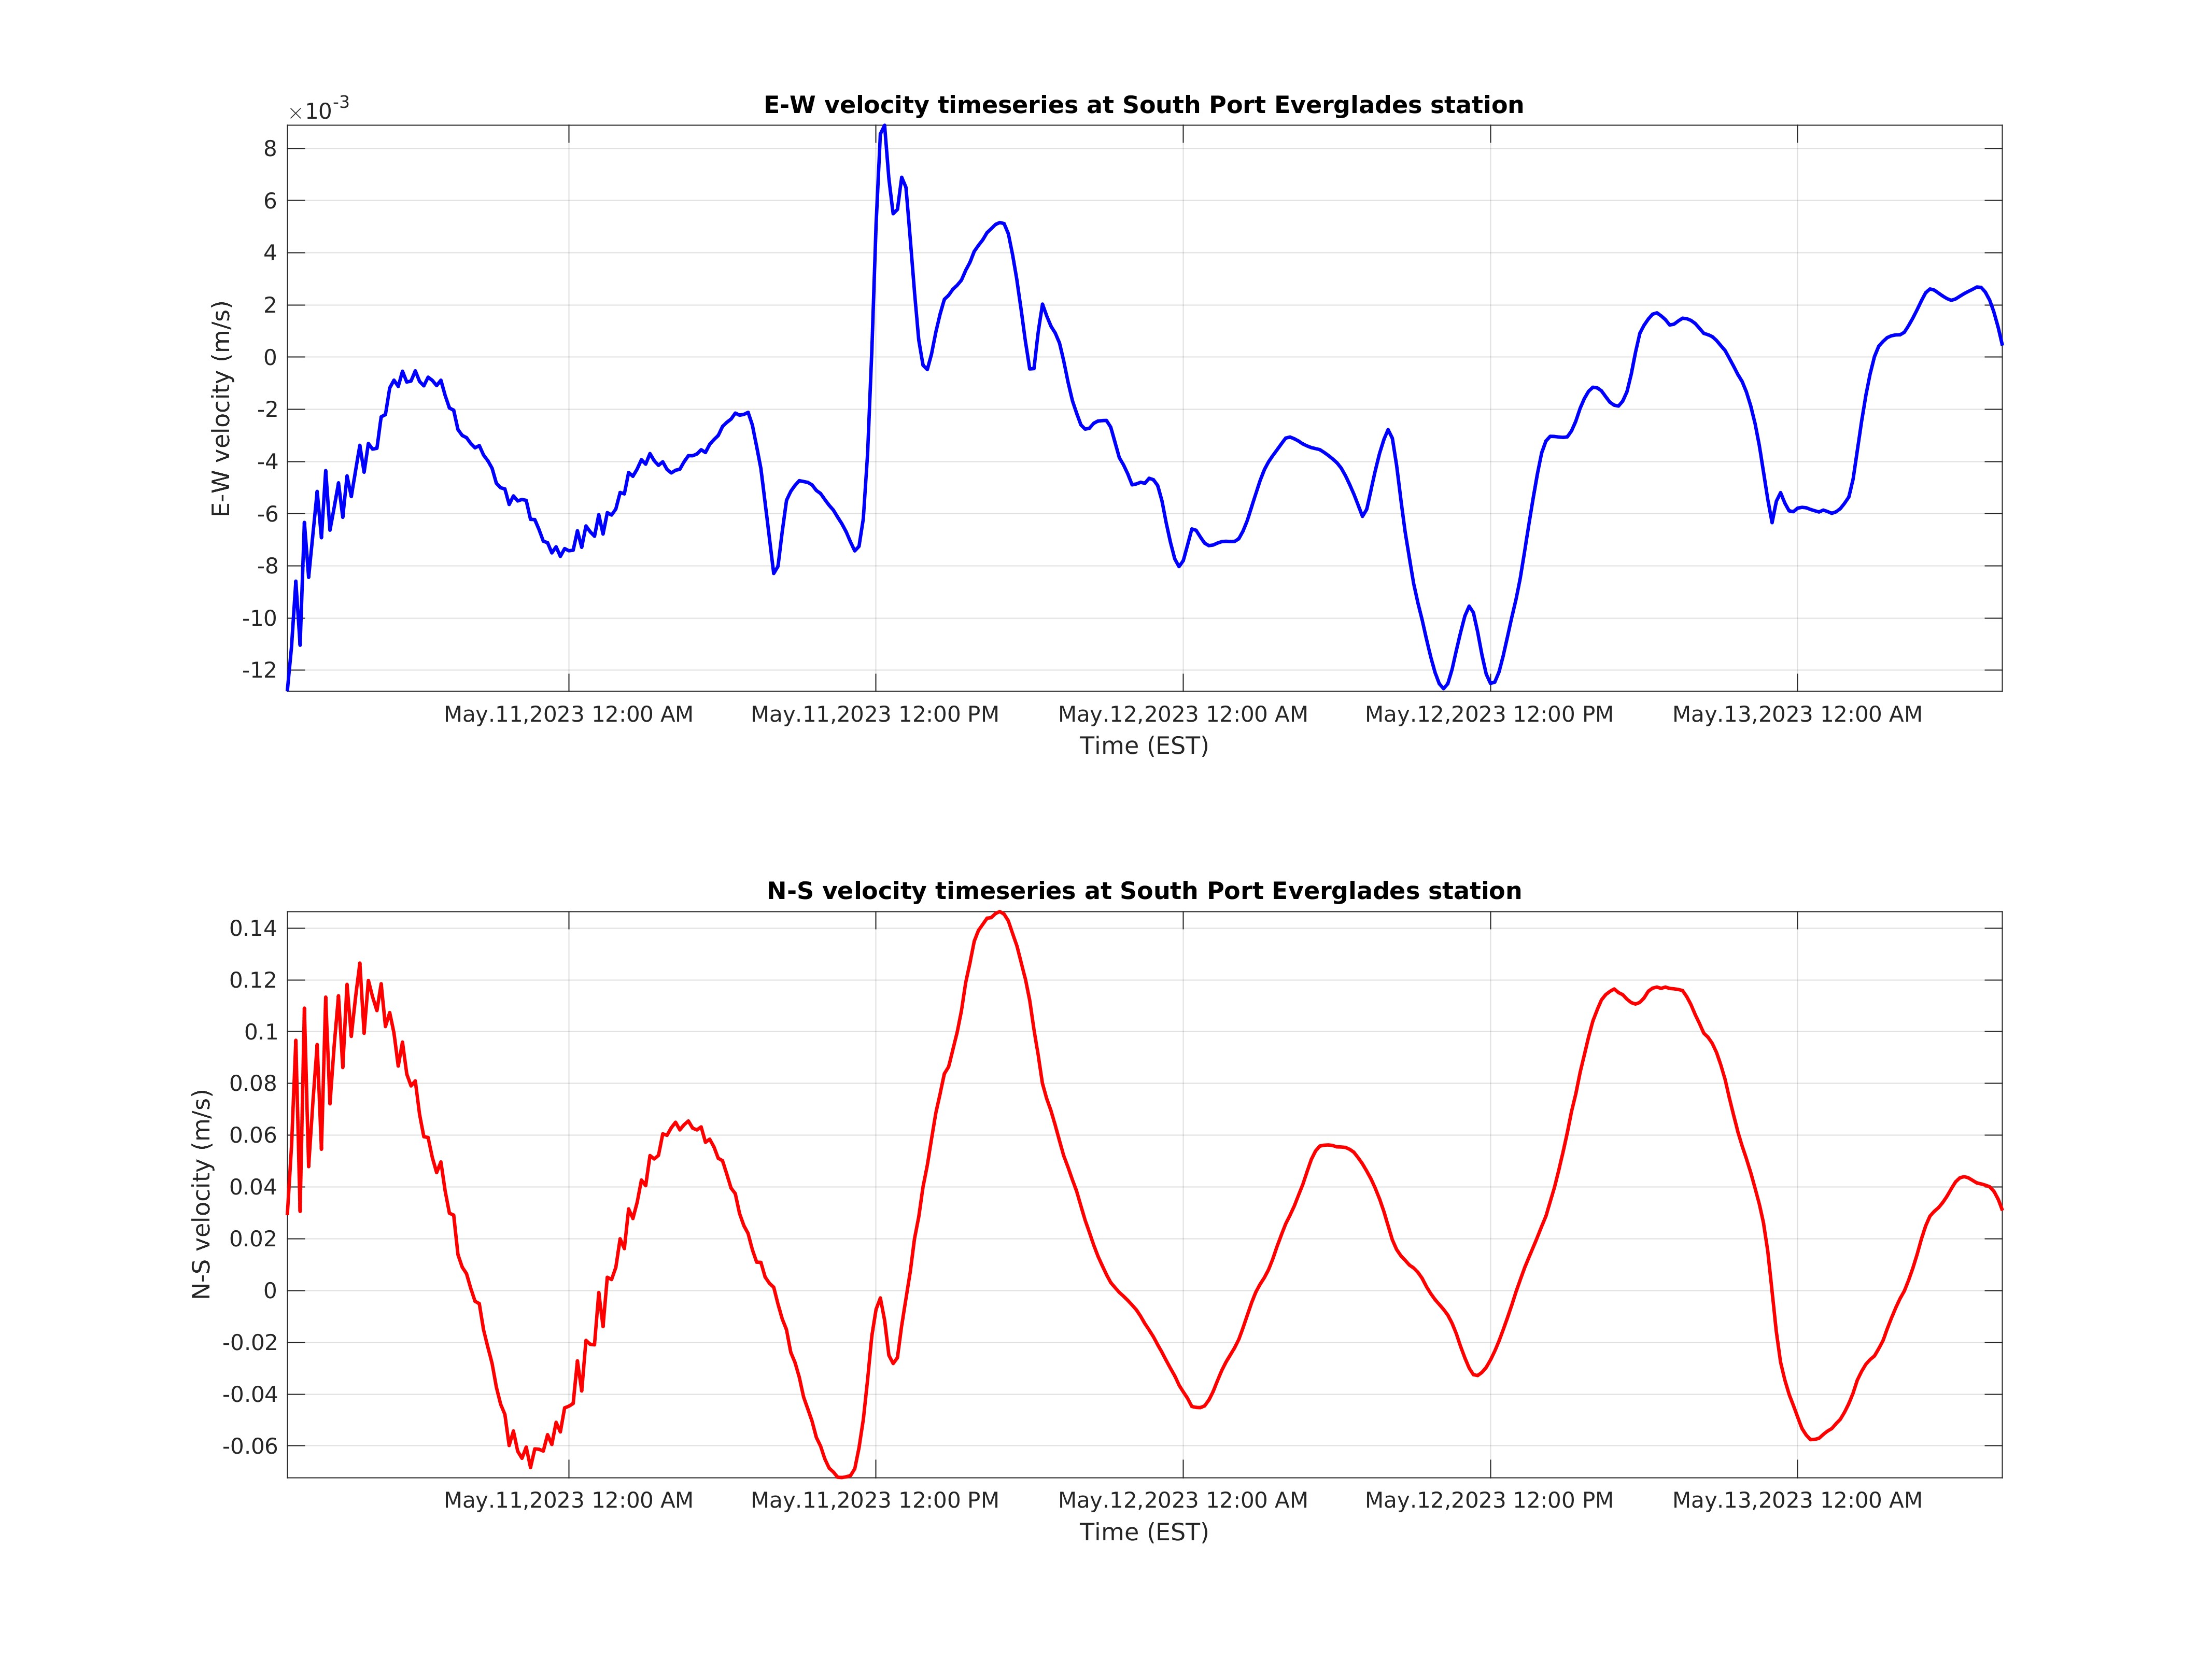 E-W velocity timeseries at South Port Everglades station
×10-3
8
6
4
2
0
-2
-4
-6
-8
-10
-12
E-W velocity (m/s)
May.11,2023 12:00 AM May.11,2023 12:00 PM May.12,2023 12:00 AM May.12,2023 12:00 PM May.13,2023 12:00 AM
Time (EST)
N-S velocity timeseries at South Port Everglades station
0.14
0.12
0.1
0.08
0.06
0.04
0.02
0
-0.02
-0.04
-0.06
N-S velocity (m/s)
May.11,2023 12:00 AM May.11,2023 12:00 PM May.12,2023 12:00 AM May.12,2023 12:00 PM May.13,2023 12:00 AM
Time (EST)